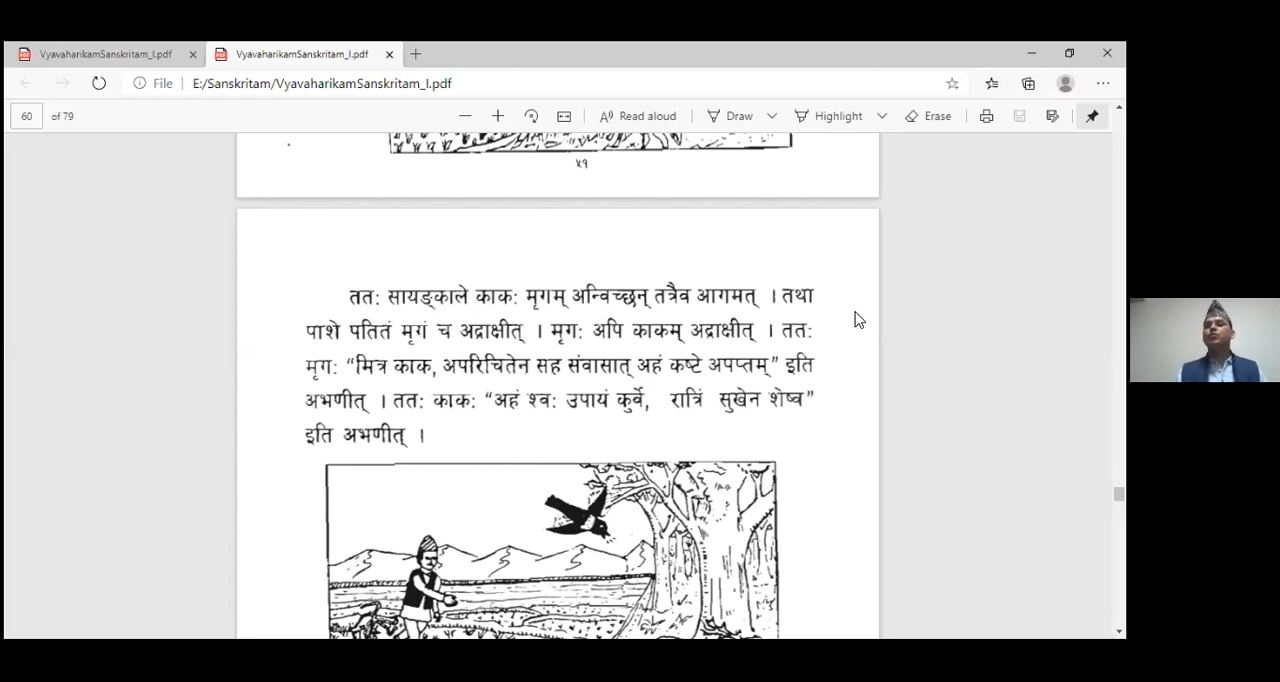 VyavaharikamSanskritam_I.pdf
VyavaharikamSanskritam_I.pdf
File
E:/Sanskritam/VyavaharikamSanskritam_I.pdf
60 of 79
Read aloud
Draw
Highlight
Erase
५१
ततः सायङ्काले काकः मृगम् अन्विच्छन् तत्रैव आगमत् । तथा
पाशे पतितं मृगं च अद्राक्षीत् । मृगः अपि काकम् अद्राक्षीत् । ततः
मृगः “मित्र काक, अपरिचितेन सह संवासात् अहं कष्टे अपप्तम्” इति
अभणीत् । ततः काकः “अहं श्वः उपायं कुर्वे, रात्रिं सुखेन शेष्व”
इति अभणीत् ।